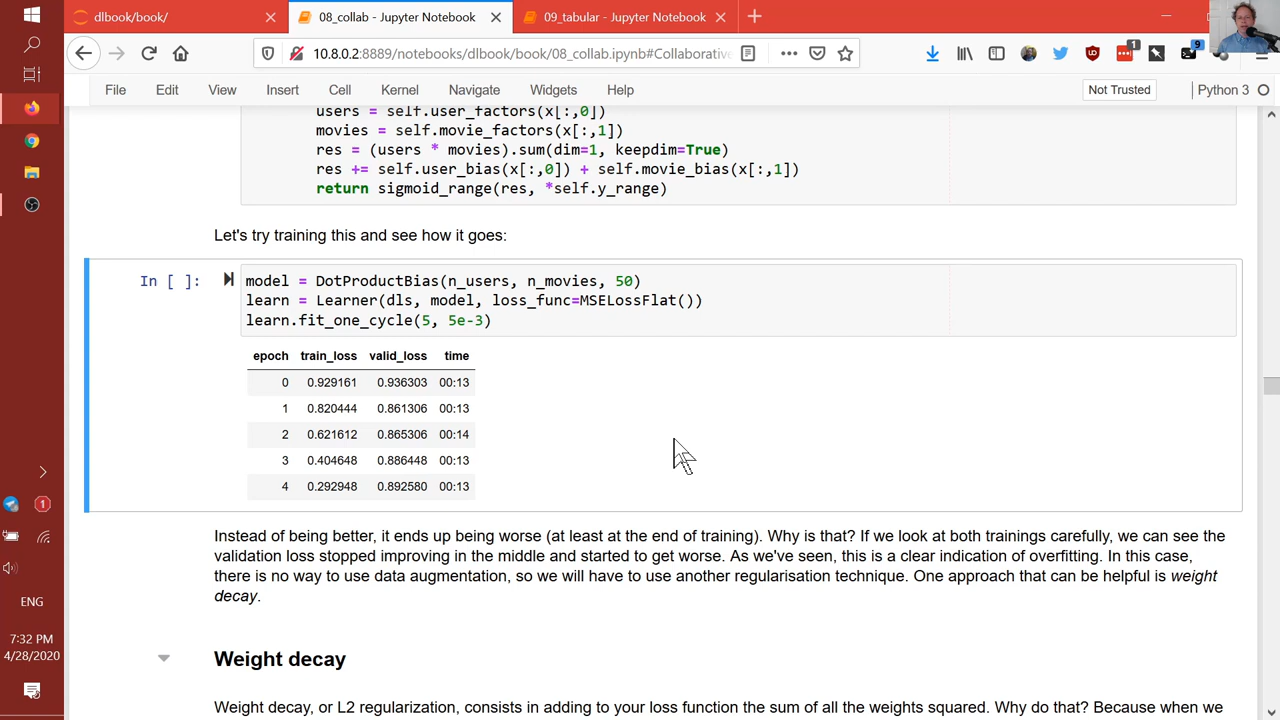 dlbook/book/
08_collab - Jupyter Notebook
09_tabular - Jupyter Notebook
10.8.0.2:8889/notebooks/dlbook/book/08_collab.ipynb#Collaborative
1
9
File Edit View Insert Cell Kernel Navigate Widgets Help
Not Trusted
Python 3
users = self.user_factors(x[:,0])
movies = self.movie_factors(x[:,1])
res = (users * movies).sum(dim=1, keepdim=True)
res += self.user_bias(x[:,0]) + self.movie_bias(x[:,1])
return sigmoid_range(res, *self.y_range)
Let's try training this and see how it goes:
In [ ]:
model = DotProductBias(n_users, n_movies, 50)
learn = Learner(dls, model, loss_func=MSELossFlat())
learn.fit_one_cycle(5, 5e-3)
epoch train_loss valid_loss time
0 0.929161 0.936303 00:13
1 0.820444 0.861306 00:13
2 0.621612 0.865306 00:14
3 0.404648 0.886448 00:13
4 0.292948 0.892580 00:13
Instead of being better, it ends up being worse (at least at the end of training). Why is that? If we look at both trainings carefully, we can see the
validation loss stopped improving in the middle and started to get worse. As we've seen, this is a clear indication of overfitting. In this case,
there is no way to use data augmentation, so we will have to use another regularisation technique. One approach that can be helpful is weight
decay.
Weight decay
Weight decay, or L2 regularization, consists in adding to your loss function the sum of all the weights squared. Why do that? Because when we
1
ENG
7:32 PM
4/28/2020